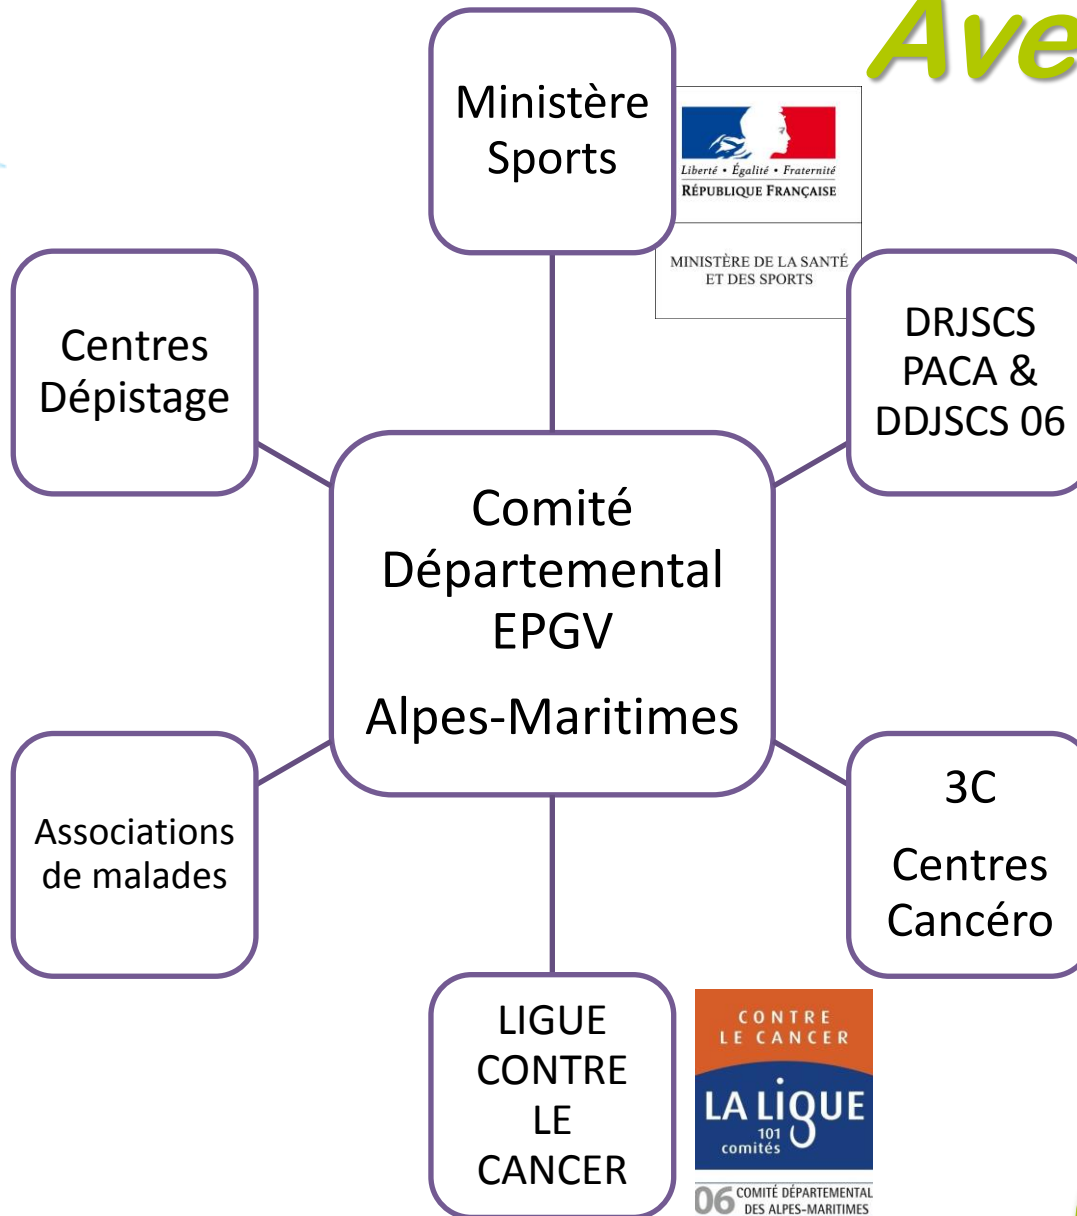 Ave
Ministère
Sports
Liberté • Égalité • Fraternité
RÉPUBLIQUE FRANÇAISE
MINISTÈRE DE LA SANTÉ
ET DES SPORTS
Centres
Dépistage
DRJSCS
PACA &
DDJSCS 06
Comité
Départemental
EPGV
Alpes-Maritimes
Associations
de malades
3C
Centres
Cancéro
LIGUE
CONTRE
LE
CANCER
CONTRE
LE CANCER
LA LIGUE
101
comités
06 COMITÉ DÉPARTEMENTAL
DES ALPES-MARITIMES